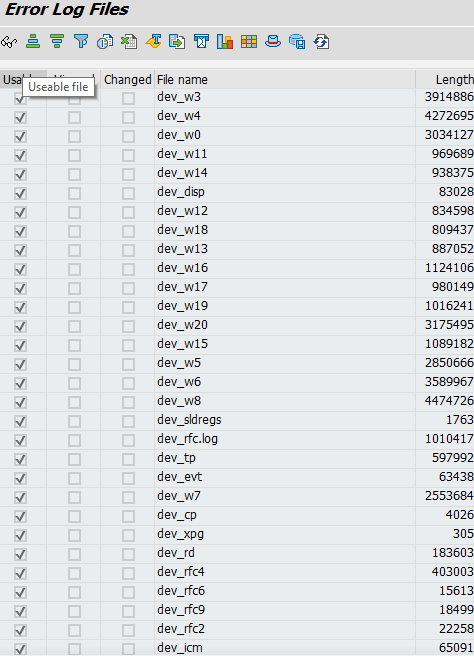 Error Log Files
Usable Changed File name Length
Useable file
dev_w3 3914886
dev_w4 4272695
dev_w0 3034127
dev_w11 969689
dev_w14 938375
dev_disp 83028
dev_w12 834598
dev_w18 809437
dev_w13 887052
dev_w16 1124106
dev_w17 980149
dev_w19 1016241
dev_w20 3175495
dev_w15 1089182
dev_w5 2850666
dev_w6 3589967
dev_w8 4474726
dev_sldregs 1763
dev_rfc.log 1010417
dev_tp 597992
dev_evt 63438
dev_w7 2553684
dev_cp 4026
dev_xpg 305
dev_rd 183603
dev_rfc4 403003
dev_rfc6 15613
dev_rfc9 18499
dev_rfc2 22258
dev_icm 65091